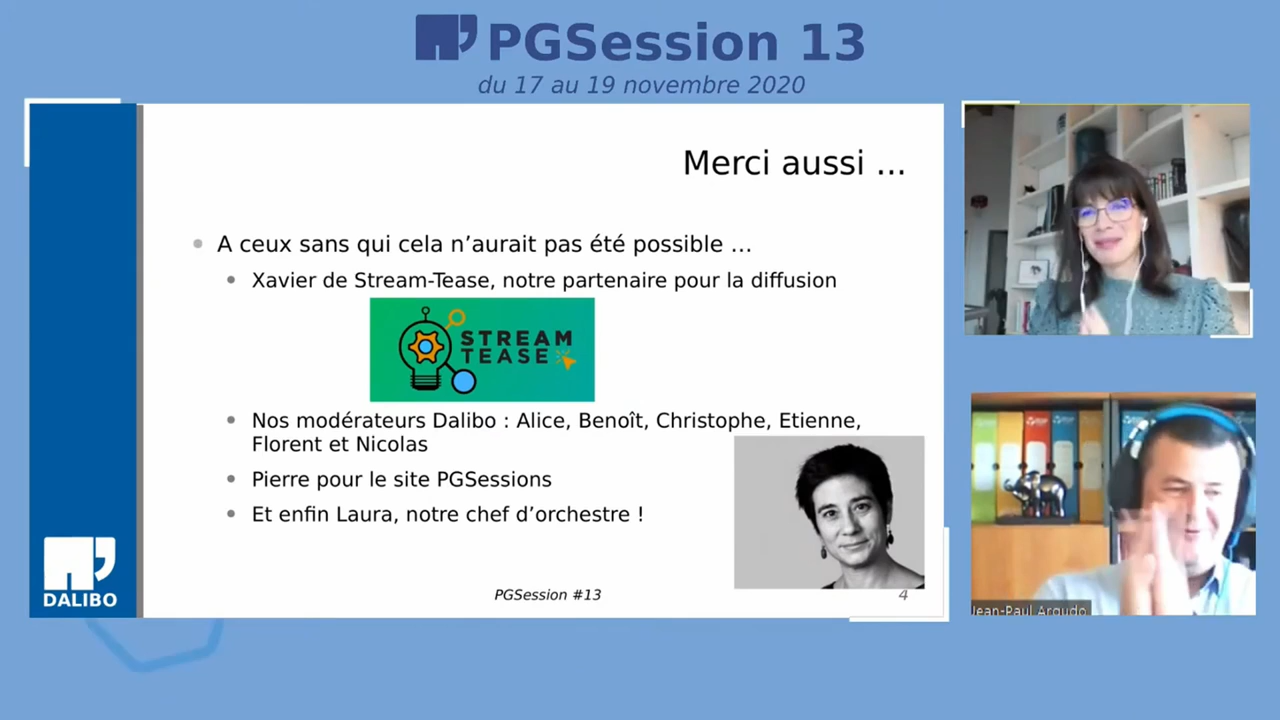 PGSession 13
du 17 au 19 novembre 2020
Merci aussi ...
A ceux sans qui cela n’aurait pas été possible ...
Xavier de Stream-Tease, notre partenaire pour la diffusion
STREAM
TEASE
Nos modérateurs Dalibo : Alice, Benoît, Christophe, Etienne,
Florent et Nicolas
Pierre pour le site PGSessions
Et enfin Laura, notre chef d’orchestre !
DALIBO
PGSession #13
4
Jean-Paul Argudo